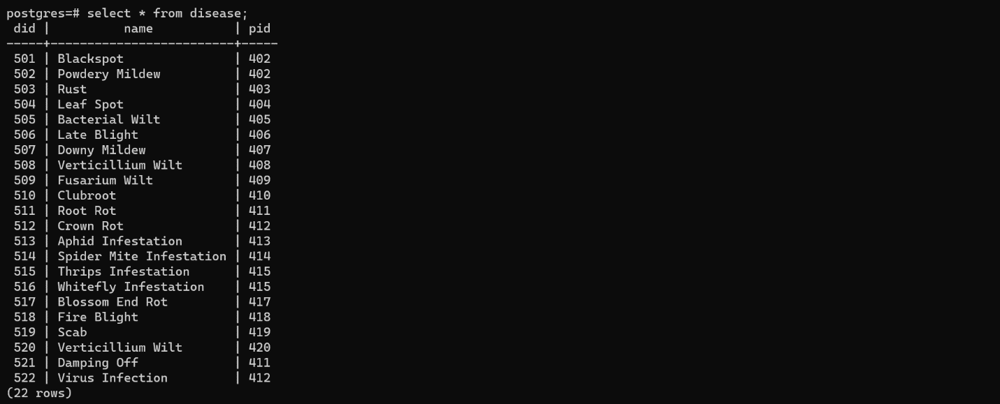 postgres=# select * from disease;
 did |          name           | pid
-----+-------------------------+-----
 501 | Blackspot               | 402
 502 | Powdery Mildew          | 402
 503 | Rust                    | 403
 504 | Leaf Spot               | 404
 505 | Bacterial Wilt          | 405
 506 | Late Blight             | 406
 507 | Downy Mildew            | 407
 508 | Verticillium Wilt       | 408
 509 | Fusarium Wilt           | 409
 510 | Clubroot                | 410
 511 | Root Rot                | 411
 512 | Crown Rot               | 412
 513 | Aphid Infestation       | 413
 514 | Spider Mite Infestation | 414
 515 | Thrips Infestation      | 415
 516 | Whitefly Infestation    | 415
 517 | Blossom End Rot         | 417
 518 | Fire Blight             | 418
 519 | Scab                    | 419
 520 | Verticillium Wilt       | 420
 521 | Damping Off             | 411
 522 | Virus Infection         | 412
(22 rows)